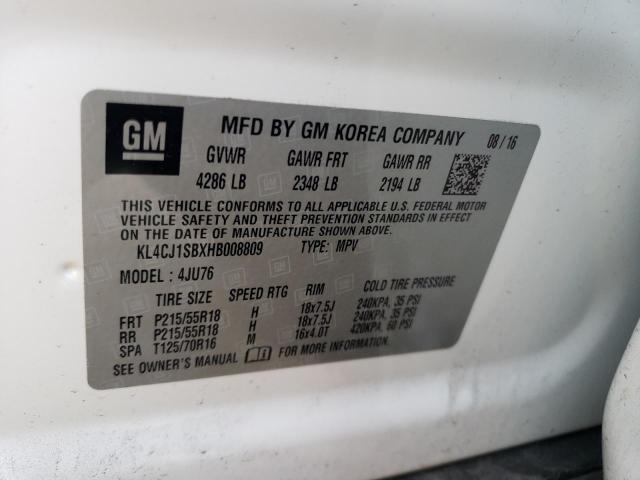 GM
MFD BY GM KOREA COMPANY 08/16
GVWR GAWR FRT GAWR RR
4286 LB 2348 LB 2194 LB
THIS VEHICLE CONFORMS TO ALL APPLICABLE U.S. FEDERAL MOTOR
VEHICLE SAFETY AND THEFT PREVENTION STANDARDS IN EFFECT
ON THE DATE OF MANUFACTURE SHOWN ABOVE.
KL4CJ1SBXHB008809 TYPE: MPV
MODEL: 4JU76
TIRE SIZE SPEED RTG RIM COLD TIRE PRESSURE
FRT P215/55R18 H 18x7.5J 240KPA, 35 PSI
RR P215/55R18 H 18x7.5J 240KPA, 35 PSI
SPA T125/70R16 M 16x4.0T 420KPA, 60 PSI
SEE OWNER'S MANUAL FOR MORE INFORMATION.